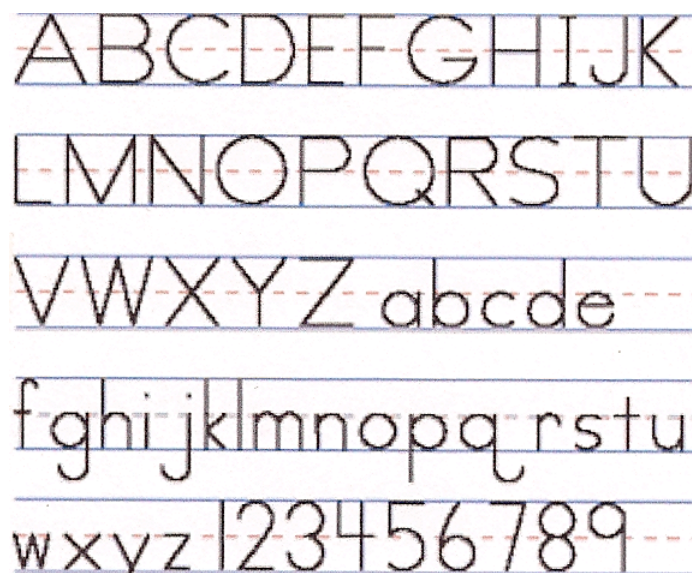 ABCDEFGHIJK
LMNOPQRSTU
VWXYZ abcde
fghijklmnopqrstu
wxyz 123456789